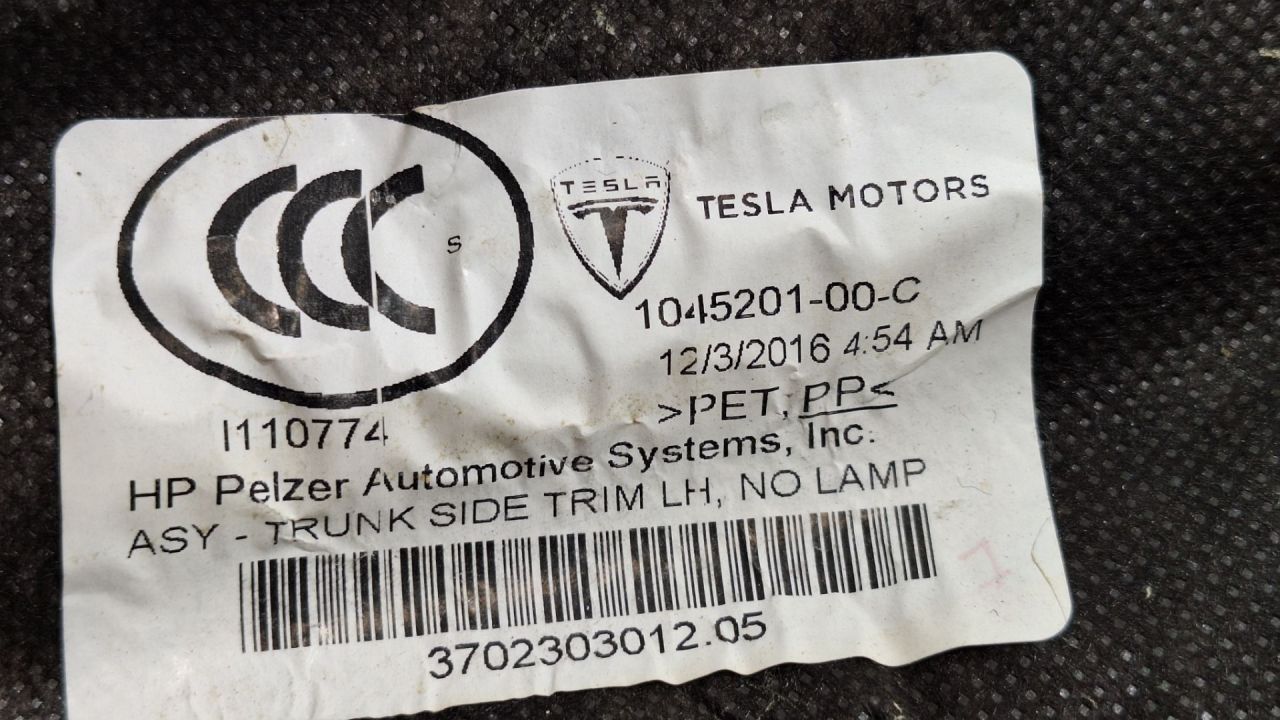 CCC
S
TESLA
TESLA MOTORS
1045201-00-C
12/3/2016 4:54 AM
>PET, PP<
I110774
HP Pelzer Automotive Systems, Inc.
ASY - TRUNK SIDE TRIM LH, NO LAMP
3702303012.05